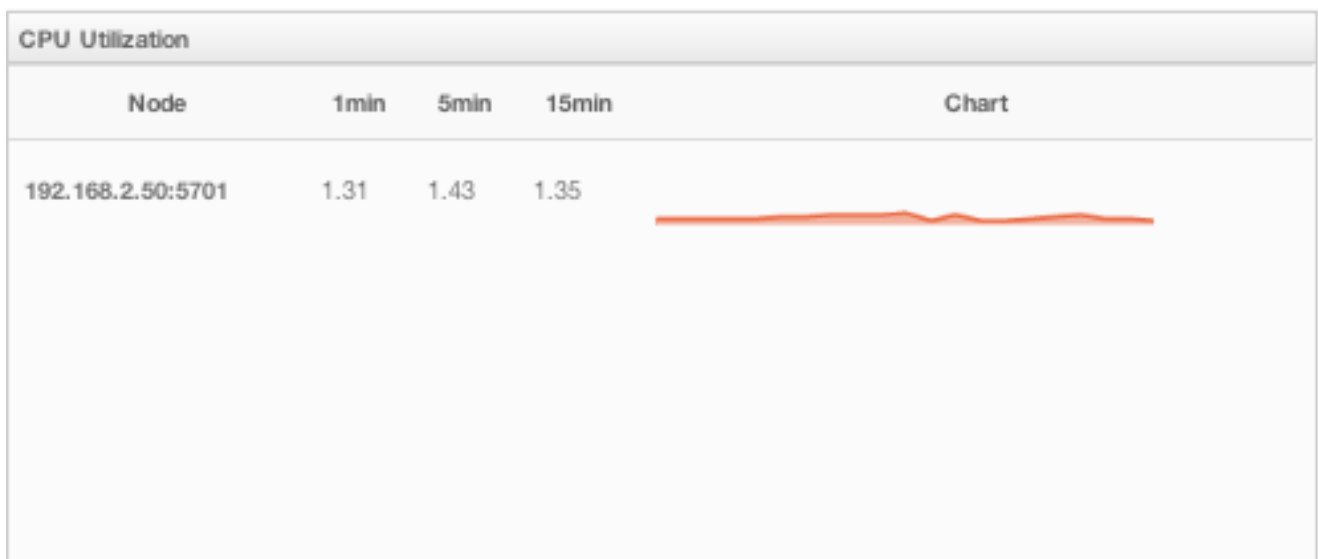 CPU Utilization
Node 1min 5min 15min Chart
192.168.2.50:5701 1.31 1.43 1.35